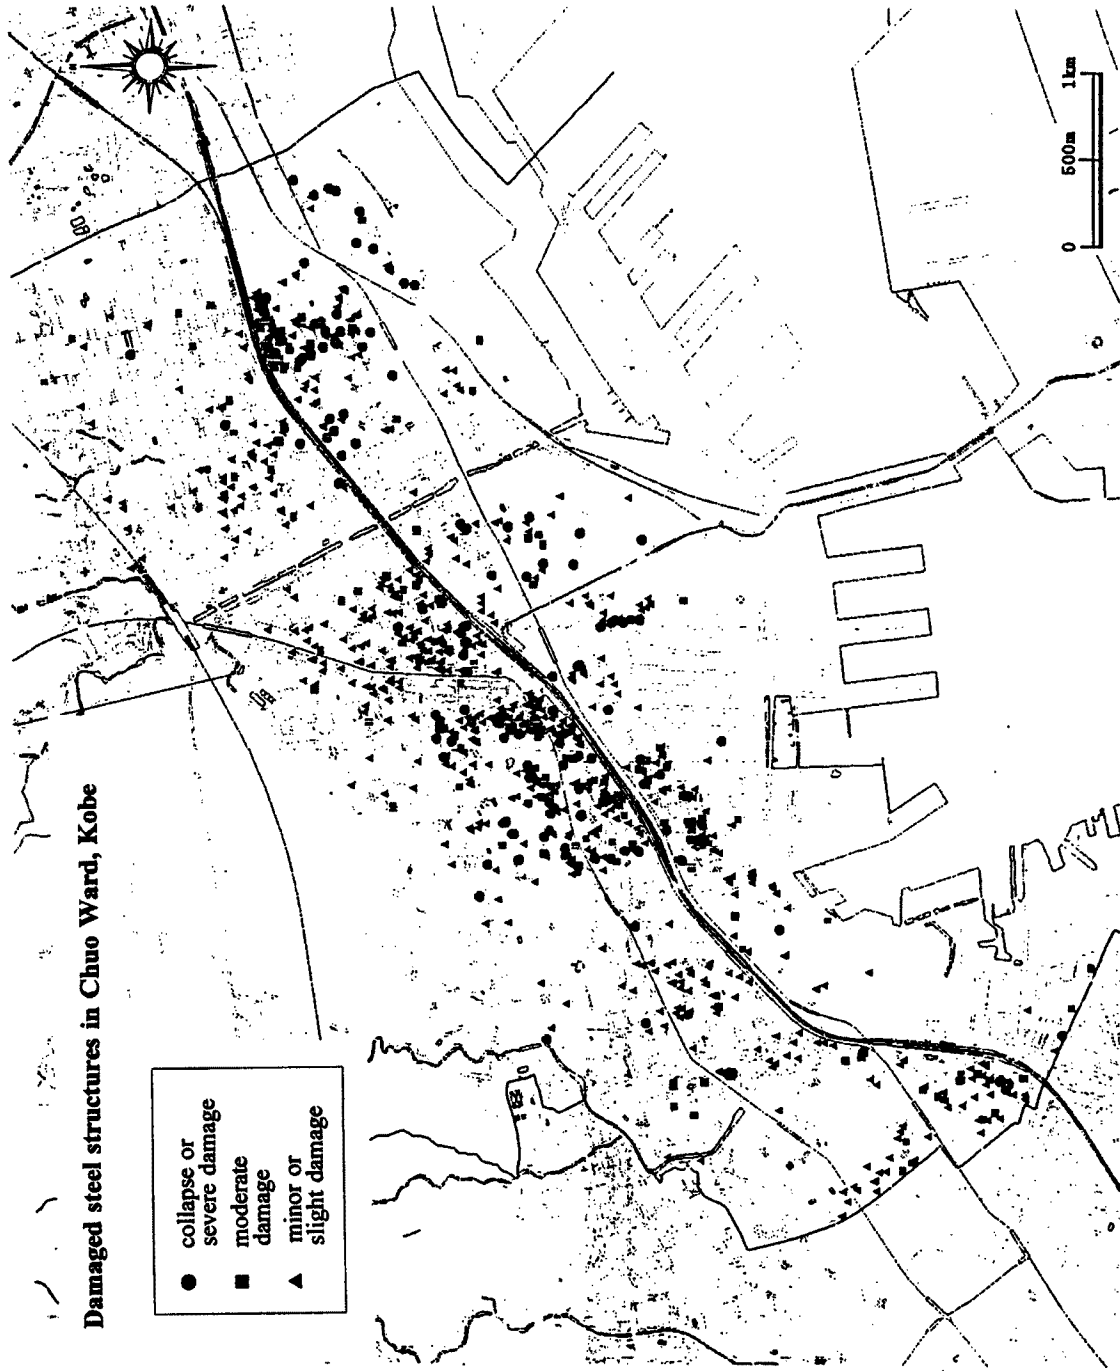 Damaged steel structures in Chuo Ward, Kobe
collapse or
severe damage
moderate
damage
minor or
slight damage
0 500m 1km